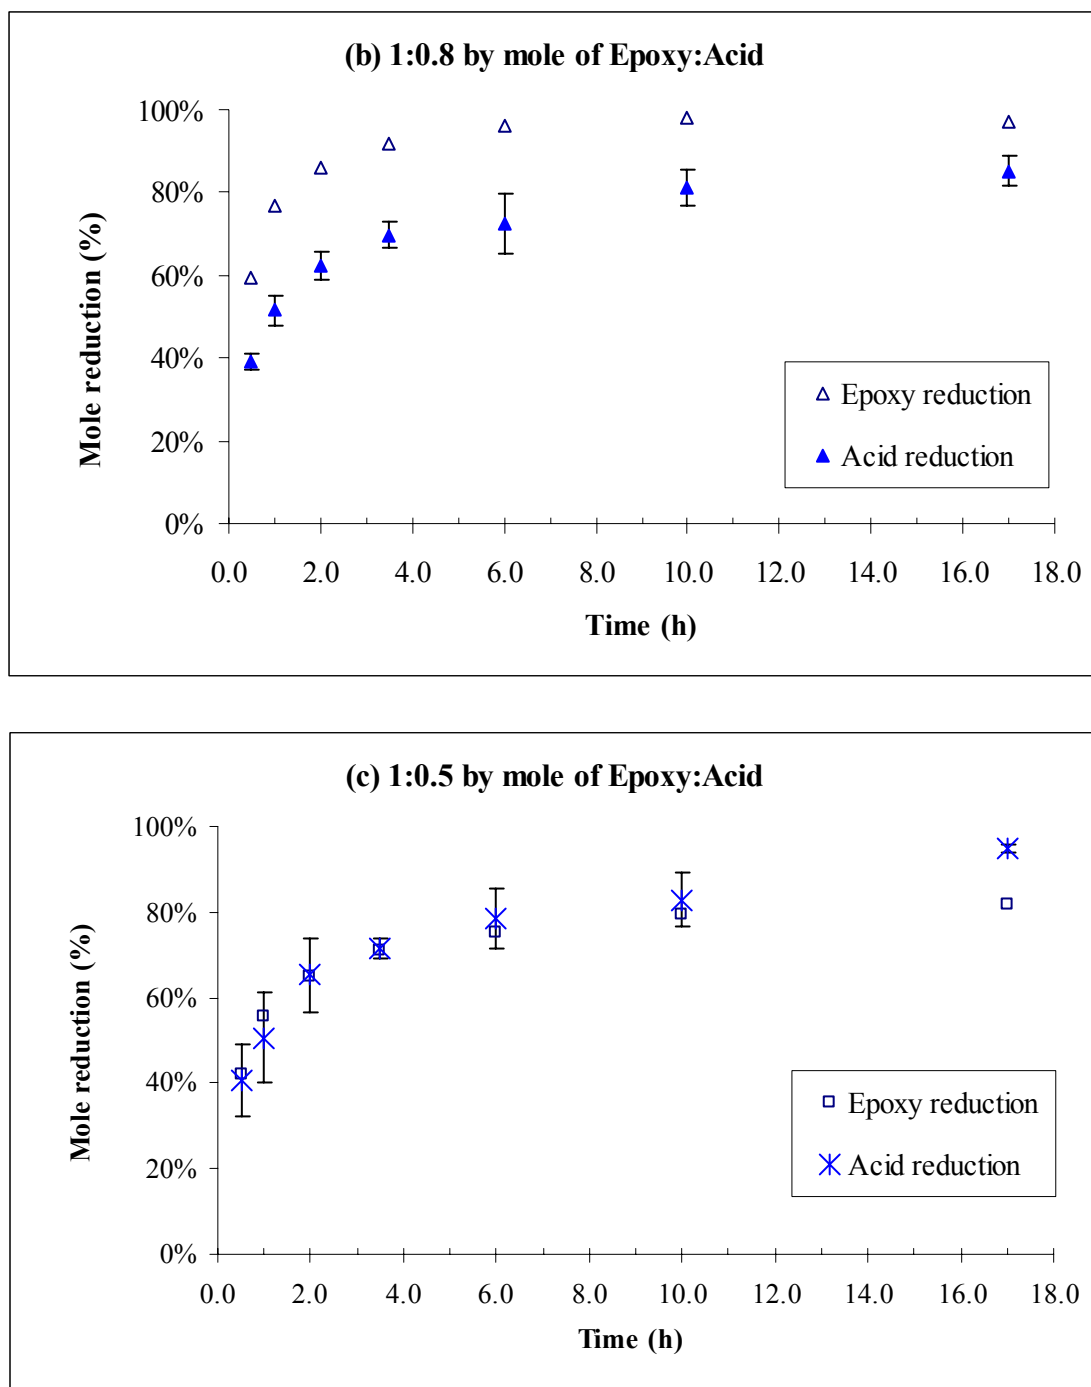 (b) 1:0.8 by mole of Epoxy:Acid
Mole reduction (%)
100%
80%
60%
40%
20%
0%
Epoxy reduction
Acid reduction
0.0 2.0 4.0 6.0 8.0 10.0 12.0 14.0 16.0 18.0
Time (h)
(c) 1:0.5 by mole of Epoxy:Acid
Mole reduction (%)
100%
80%
60%
40%
20%
0%
Epoxy reduction
Acid reduction
0.0 2.0 4.0 6.0 8.0 10.0 12.0 14.0 16.0 18.0
Time (h)